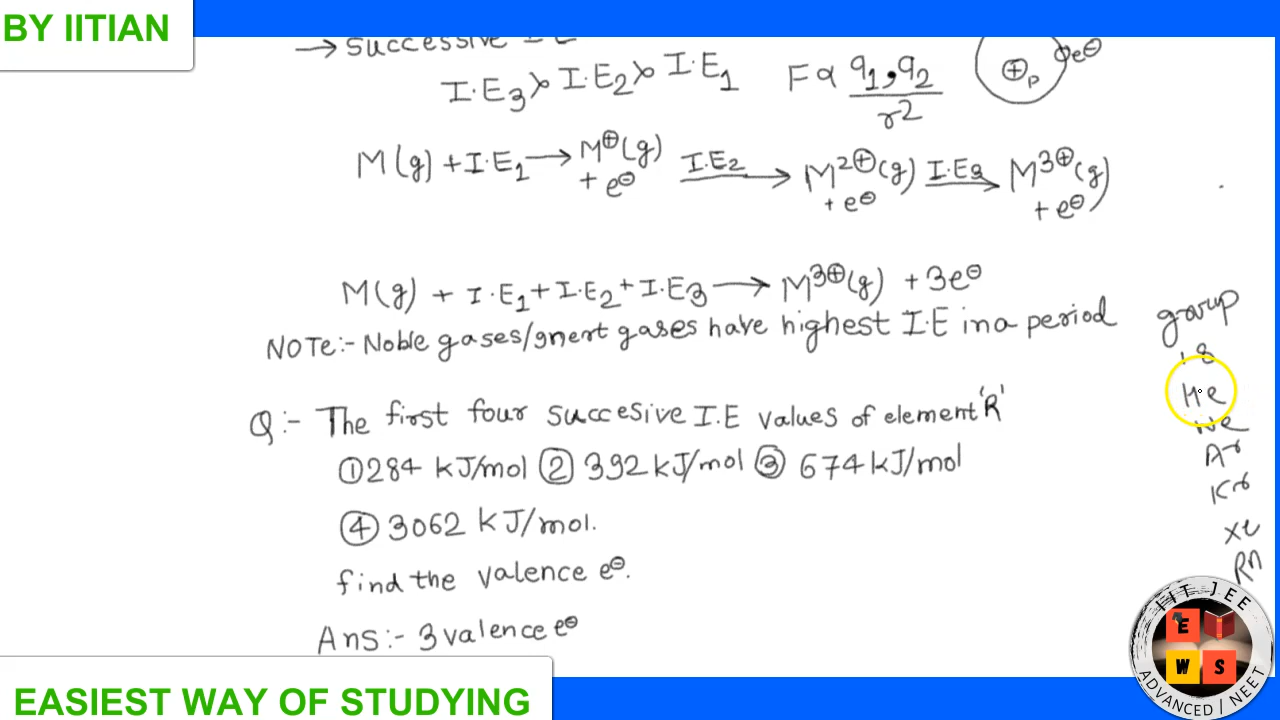 BY IITIAN
→ successive I.E
I.E3 > I.E2 > I.E1
F ∝ q1,q2 / r2
⊕p
e⊖
M(g) + I.E1 → M⊕(g) + e⊖ I.E2 → M2⊕(g) + e⊖ I.E3 → M3⊕(g) + e⊖
M(g) + I.E1 + I.E2 + I.E3 → M3⊕(g) + 3e⊖
NOTe:- Noble gases/gnert gases have highest I.E in a period
group
18
He
Ne
Ar
Kr
Xe
Rn
Q:- The first four succesive I.E values of element 'R'
① 284 KJ/mol ② 392 KJ/mol ③ 674 KJ/mol
④ 3062 KJ/mol.
find the valence e⊖.
Ans:- 3 valence e⊖
EASIEST WAY OF STUDYING
IIT JEE
E
W S
ADVANCED / NEET